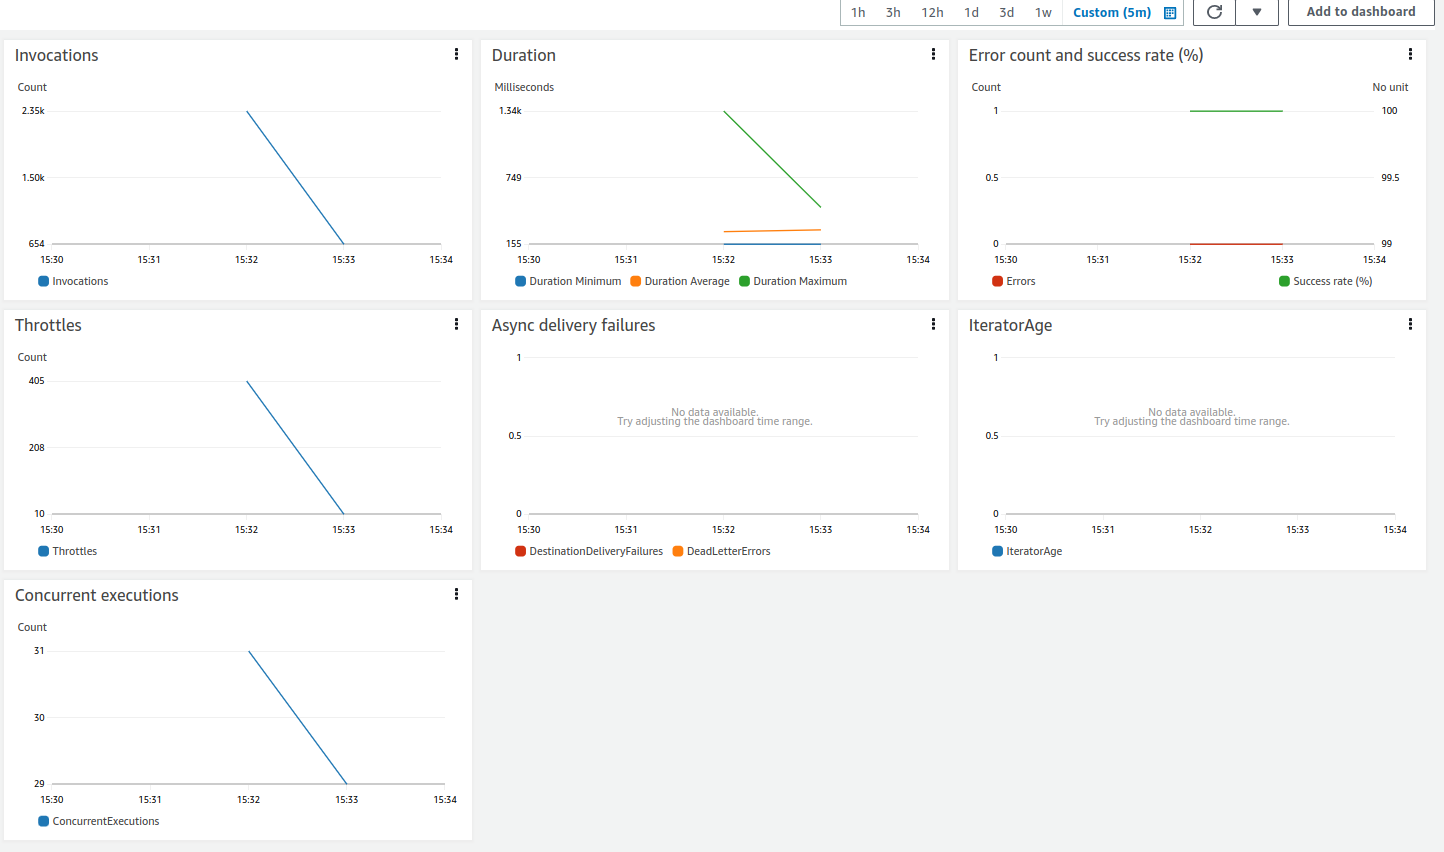 1h 3h 12h 1d 3d 1w Custom (5m) Add to dashboard
Invocations
Count
2.35k
1.50k
654
15:30 15:31 15:32 15:33 15:34
Invocations
Duration
Milliseconds
1.34k
749
155
15:30 15:31 15:32 15:33 15:34
Duration Minimum Duration Average Duration Maximum
Error count and success rate (%)
Count No unit
1 100
0.5 99.5
0 99
15:30 15:31 15:32 15:33 15:34
Errors Success rate (%)
Throttles
Count
405
208
10
15:30 15:31 15:32 15:33 15:34
Throttles
Async delivery failures
1
No data available.
Try adjusting the dashboard time range.
0.5
0
15:30 15:31 15:32 15:33 15:34
DestinationDeliveryFailures DeadLetterErrors
IteratorAge
1
No data available.
Try adjusting the dashboard time range.
0.5
0
15:30 15:31 15:32 15:33 15:34
IteratorAge
Concurrent executions
Count
31
30
29
15:30 15:31 15:32 15:33 15:34
ConcurrentExecutions